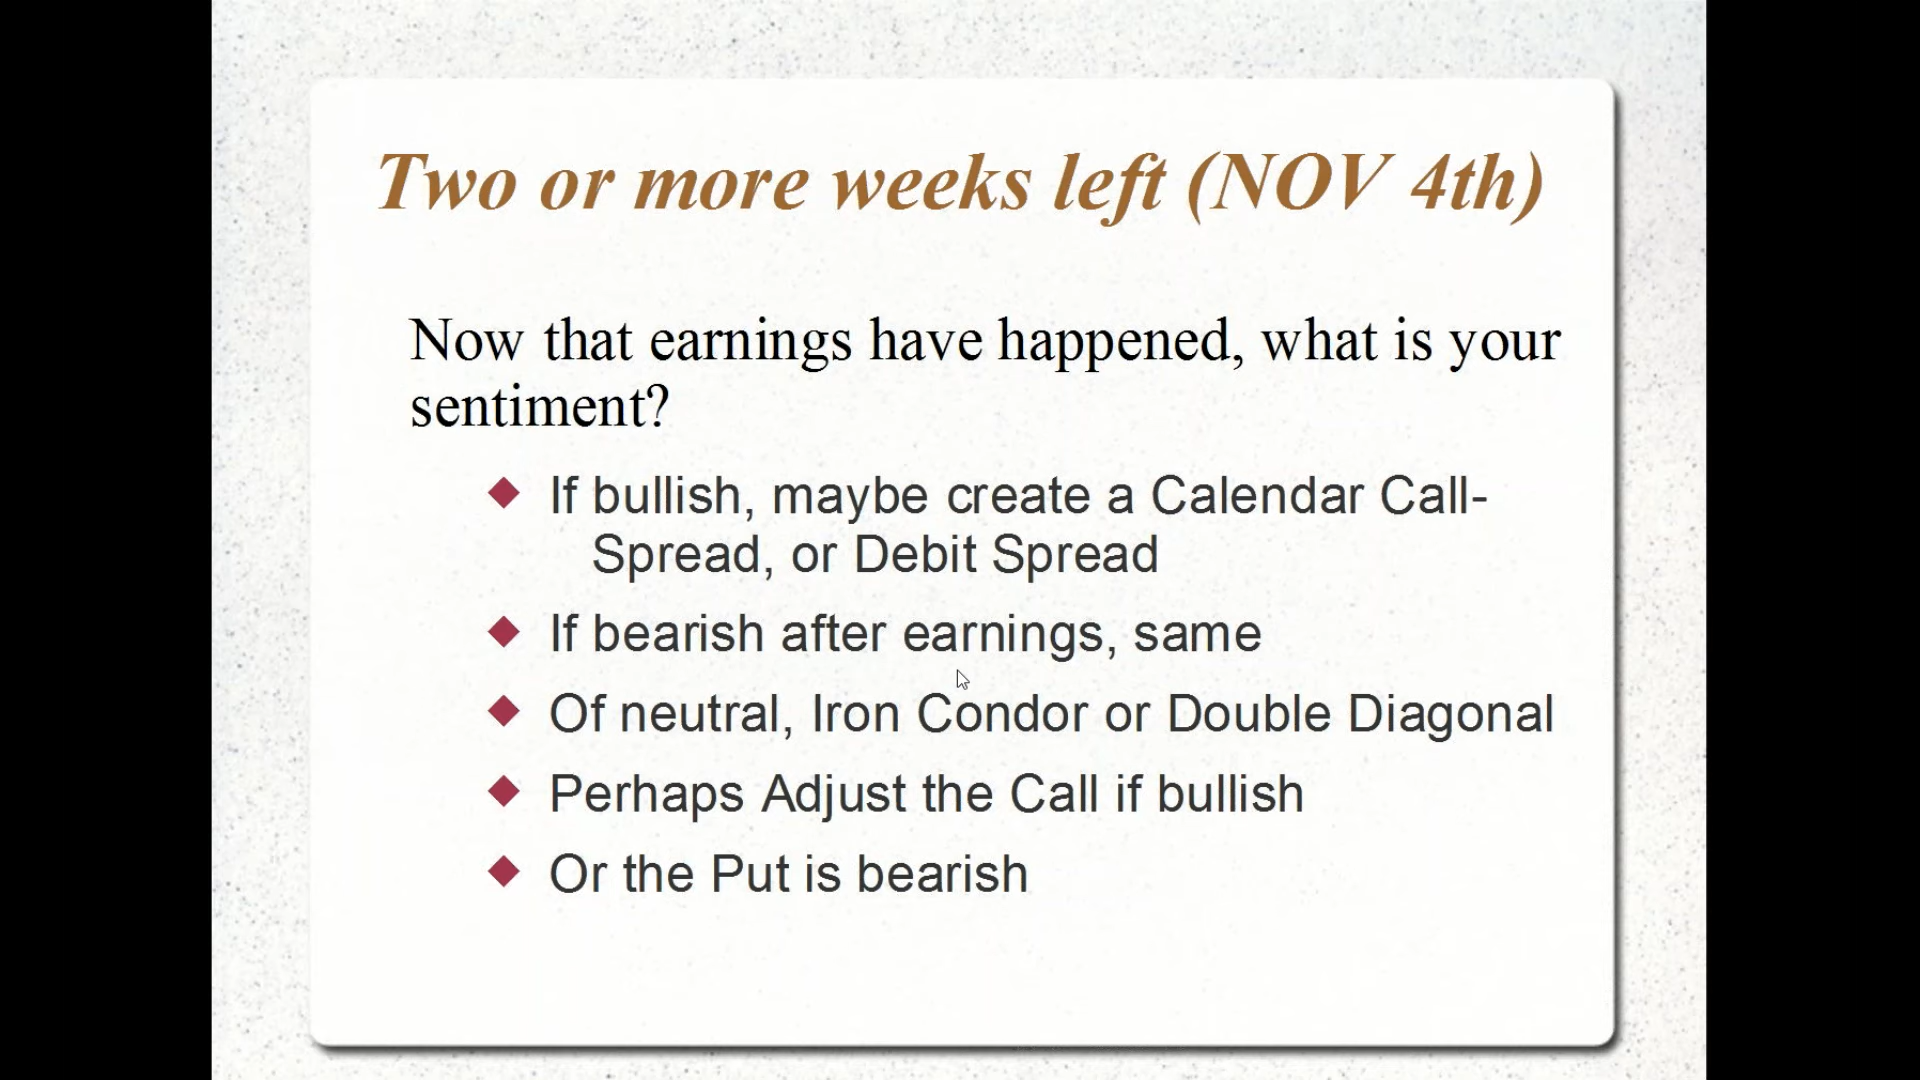 Two or more weeks left (NOV 4th)
Now that earnings have happened, what is your
sentiment?
If bullish, maybe create a Calendar Call-
Spread, or Debit Spread
If bearish after earnings, same
Of neutral, Iron Condor or Double Diagonal
Perhaps Adjust the Call if bullish
Or the Put is bearish